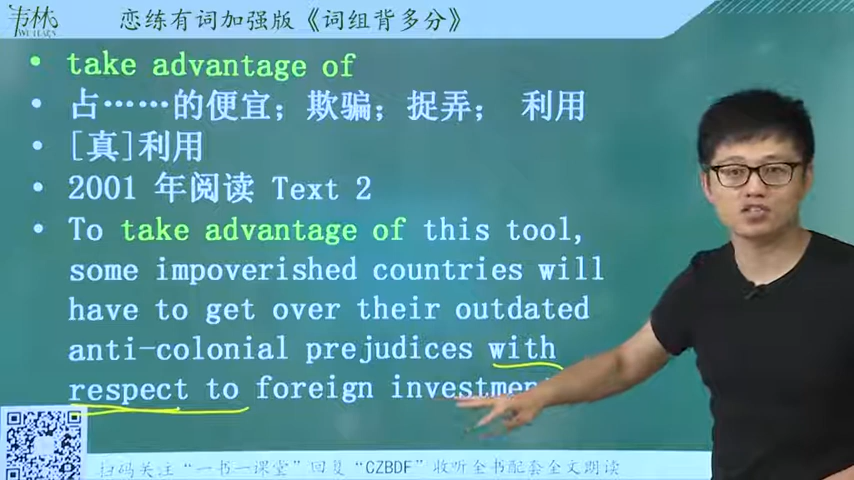 韦林
WE LEARN
恋练有词加强版《词组背多分》
• take advantage of
• 占……的便宜；欺骗；捉弄； 利用
• [真]利用
• 2001 年阅读 Text 2
• To take advantage of this tool,
some impoverished countries will
have to get over their outdated
anti-colonial prejudices with
respect to foreign investment
扫码关注“一书一课堂”回复“CZBDF”收听全书配套全文朗读